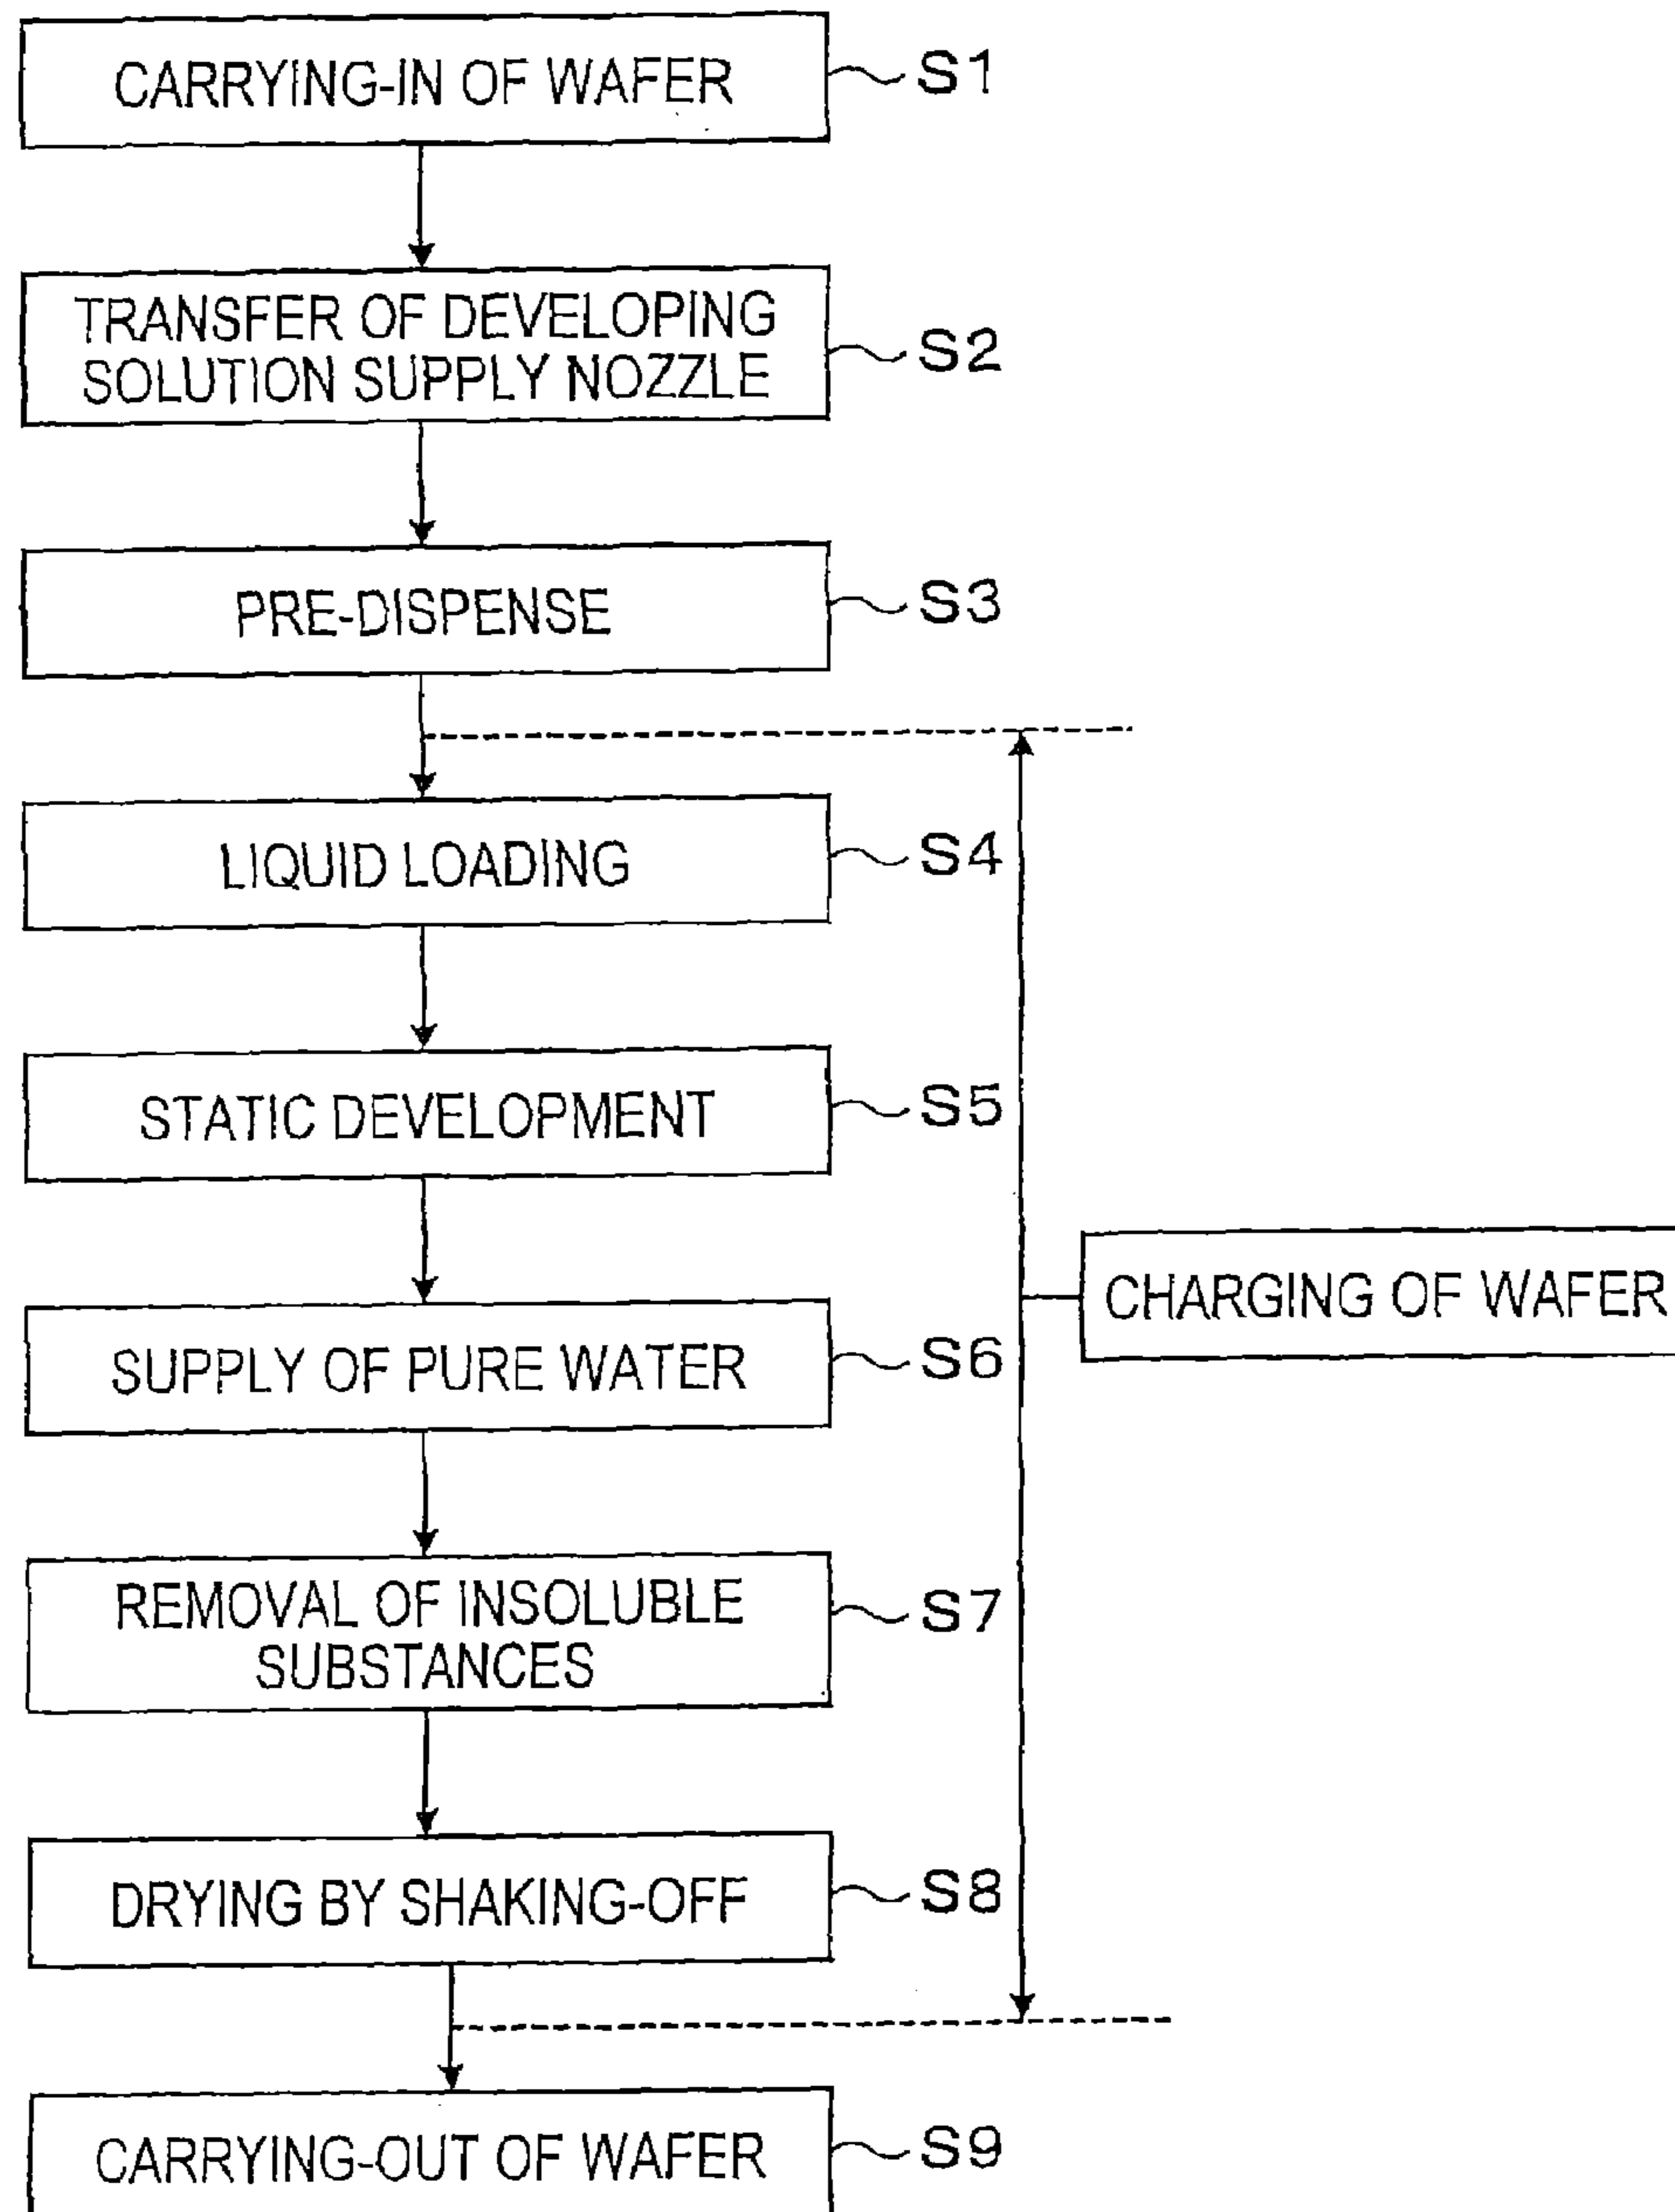 CARRYING-IN OF WAFER
S1
TRANSFER OF DEVELOPING
SOLUTION SUPPLY NOZZLE
S2
PRE-DISPENSE
S3
LIQUID LOADING
S4
STATIC DEVELOPMENT
S5
CHARGING OF WAFER
SUPPLY OF PURE WATER
S6
REMOVAL OF INSOLUBLE
SUBSTANCES
S7
DRYING BY SHAKING-OFF
S8
CARRYING-OUT OF WAFER
S9